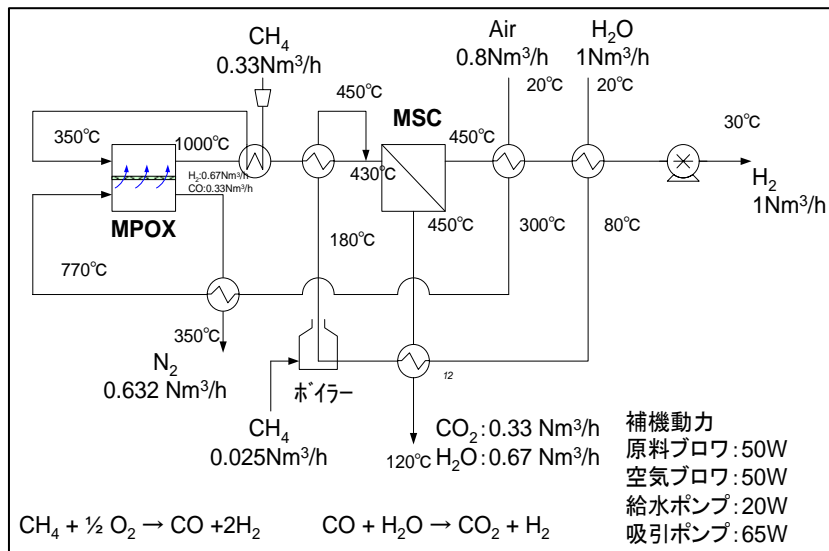 CH₄
0.33Nm³/h
Air
0.8Nm³/h
H₂O
1Nm³/h
20℃
20℃
450℃
MSC
350℃
1000℃
450℃
30℃
H₂:0.67Nm³/h
CO:0.33Nm³/h
430℃
H₂
1Nm³/h
MPOX
450℃
180℃
300℃
80℃
770℃
350℃
N₂
0.632 Nm³/h
ボイラー
12
CH₄
0.025Nm³/h
120℃
CO₂:0.33 Nm³/h
H₂O:0.67 Nm³/h
補機動力
原料ブロワ:50W
空気ブロワ:50W
給水ポンプ:20W
吸引ポンプ:65W
CH₄ + ½ O₂ → CO +2H₂
CO + H₂O → CO₂ + H₂